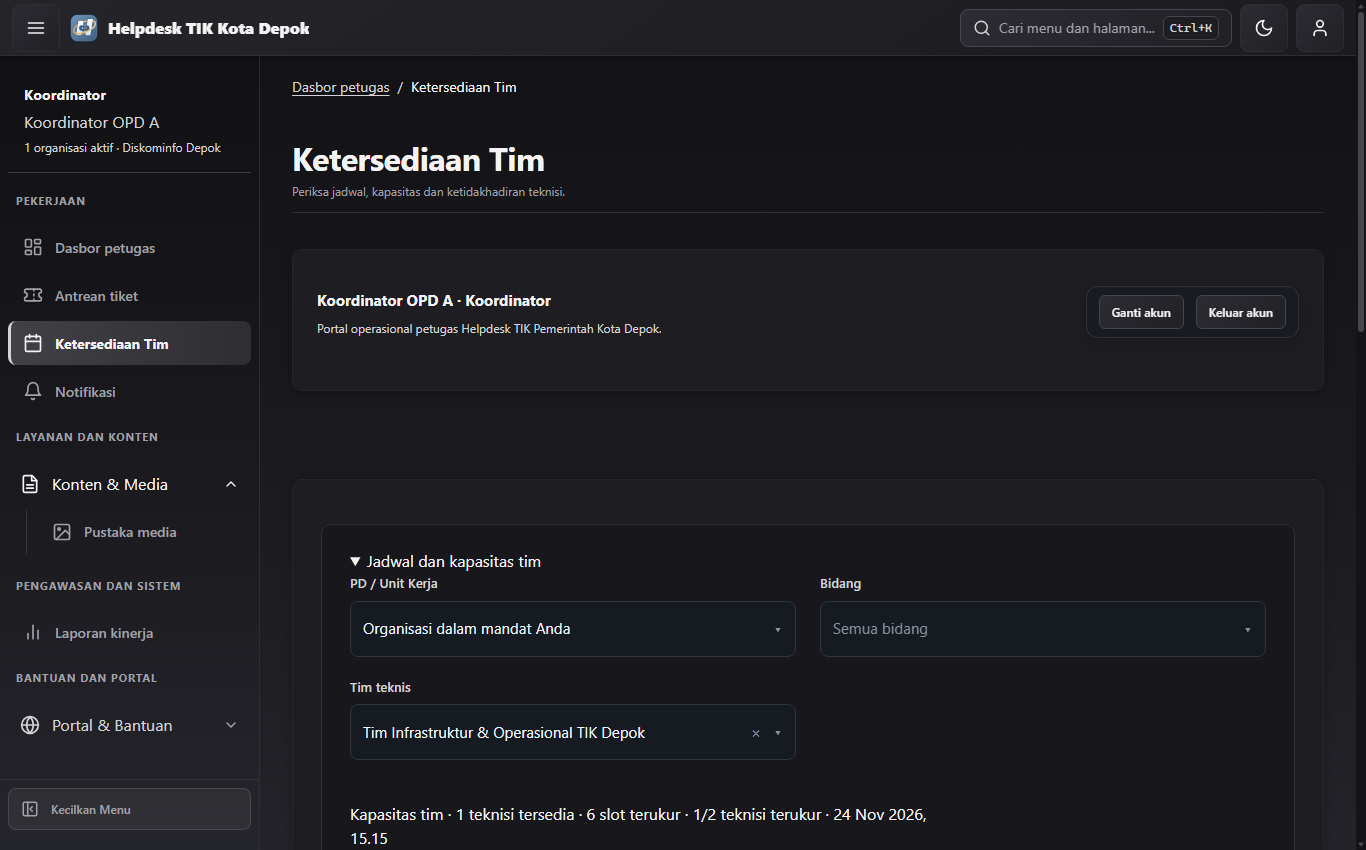 Helpdesk TIK Kota Depok
Cari menu dan halaman... Ctrl+K
Koordinator
Koordinator OPD A
1 organisasi aktif · Diskominfo Depok
PEKERJAAN
Dasbor petugas
Antrean tiket
Ketersediaan Tim
Notifikasi
LAYANAN DAN KONTEN
Konten & Media
Pustaka media
PENGAWASAN DAN SISTEM
Laporan kinerja
BANTUAN DAN PORTAL
Portal & Bantuan
Kecilkan Menu
Dasbor petugas / Ketersediaan Tim
Ketersediaan Tim
Periksa jadwal, kapasitas dan ketidakhadiran teknisi.
Koordinator OPD A · Koordinator
Portal operasional petugas Helpdesk TIK Pemerintah Kota Depok.
Ganti akun
Keluar akun
Jadwal dan kapasitas tim
PD / Unit Kerja
Organisasi dalam mandat Anda
Bidang
Semua bidang
Tim teknis
Tim Infrastruktur & Operasional TIK Depok
Kapasitas tim · 1 teknisi tersedia · 6 slot terukur · 1/2 teknisi terukur · 24 Nov 2026,
15.15